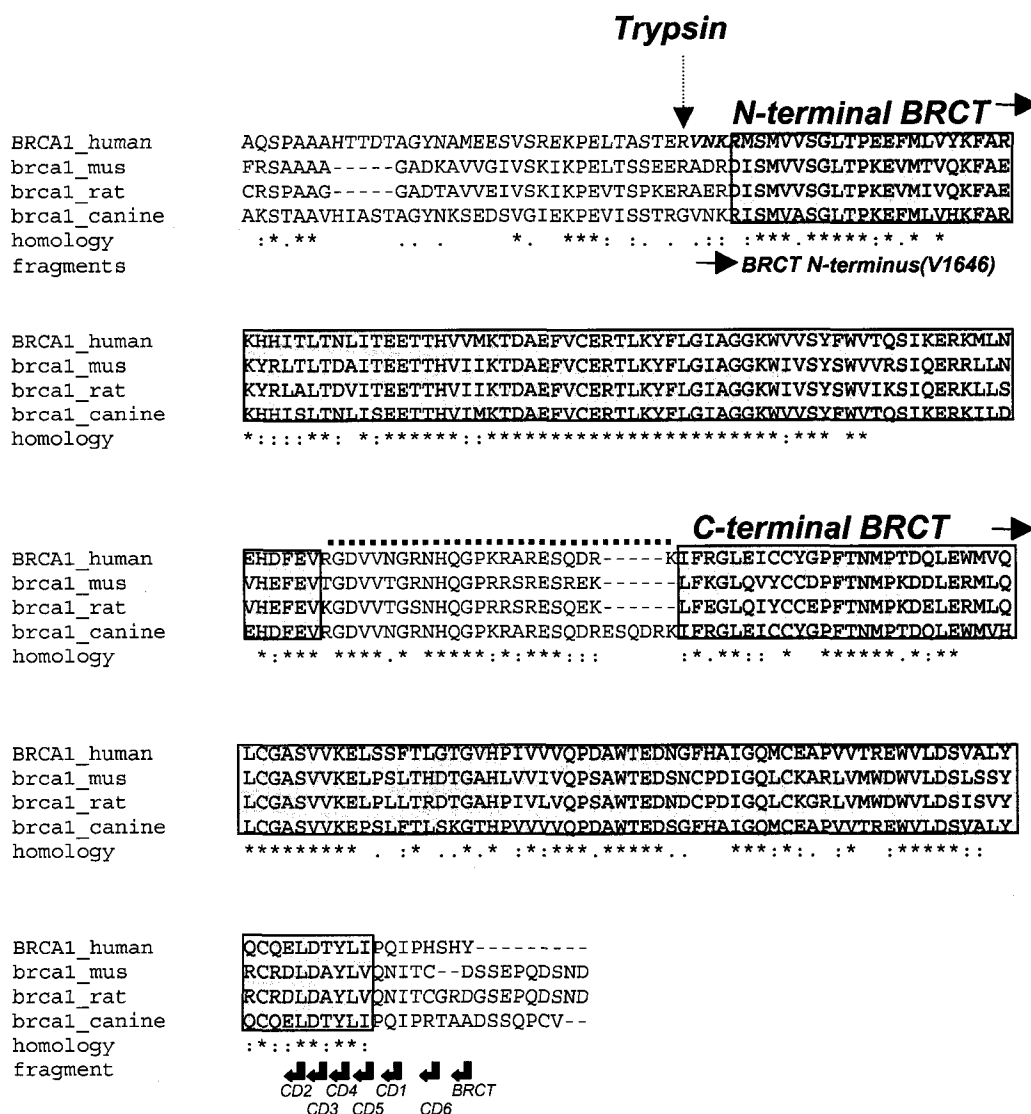 Trypsin
N-terminal BRCT
BRCA1_human AQSPAAAHTTDTAGYNAMEESVSREKPELTASTERVNKRMSMVVSGLTPEEFMLVYKFAR
brca1_mus FRSAAAA-----GADKAVVGIVSKIKPELTSSEERADRDISMVVSGLTPKEVMTVQKFAE
brca1_rat CRSPAAG-----GADTAVVEIVSKIKPEVTSPKERAERDISMVVSGLTPKEVMIVQKFAE
brca1_canine AKSTAAVHIASTAGYNKSEDSVGIEKPEVISSTRGVNKRISMVASGLTPKEFMLVHKFAR
homology :*.** .. . *. ***: . . .:: :***.*****:*.* *
fragments BRCT N-terminus(V1646)
BRCA1_human KHHITLTNLITEETTHVVMKTDAEFVCERTLKYFLGIAGGKWVVSYFWVTQSIKERKMLN
brca1_mus KYRLTLTDAITEETTHVIIKTDAEFVCERTLKYFLGIAGGKWIVSYSWVVRSIQERRLLN
brca1_rat KYRLALTDVITEETTHVIIKTDAEFVCERTLKYFLGIAGGKWIVSYSWVIKSIQERKLLS
brca1_canine KHHISLTNLISEETTHVIMKTDAEFVCERTLKYFLGIAGGKWVVSYFWVTQSIKERKILD
homology *::::**: *:******::***********************:*** **
C-terminal BRCT
BRCA1_human EHDFEVRGDVVNGRNHQGPKRARESQDR-----KIFRGLEICCYGPFTNMPTDQLEWMVQ
brca1_mus VHEFEVTGDVVTGRNHQGPRRSRESREK------LFKGLQVYCCDPFTNMPKDDLERMLQ
brca1_rat VHEFEVKGDVVTGSNHQGPRRSRESQEK------LFEGLQIYCCEPFTNMPKDELERMLQ
brca1_canine EHDFEVRGDVVNGRNHQGPKRARESQDRESQDRKIFRGLEICCYGPFTNMPTDQLEWMVH
homology *:*** ****.* *****:*:***::: :*.**:: * ******.*:**
BRCA1_human LCGASVVKELSSFTLGTGVHPIVVVQPDAWTEDNGFHAIGQMCEAPVVTREWVLDSVALY
brca1_mus LCGASVVKELPSLTHDTGAHLVVIVQPSAWTEDSNCPDIGQLCKARLVMWDWVLDSLSSY
brca1_rat LCGASVVKELPLLTRDTGAHPIVLVQPSAWTEDNDCPDIGQLCKGRLVMWDWVLDSISVY
brca1_canine LCGASVVKEPSLFTLSKGTHPVVVVQPDAWTEDSGFHAIGQMCEAPVVTREWVLDSVALY
homology ********* . :* ..*.* :*:***.*****.. ***:*:. :* :*****::
BRCA1_human QCQELDTYLIPQIPHSHY---------
brca1_mus RCRDLDAYLVQNITC--DSSEPQDSND
brca1_rat RCRDLDAYLVQNITCGRDGSEPQDSND
brca1_canine QCQELDTYLIPQIPRTAADSSQPCV--
homology :*::**:**:
fragment
CD2 CD4 CD1 BRCT
CD3 CD5 CD6